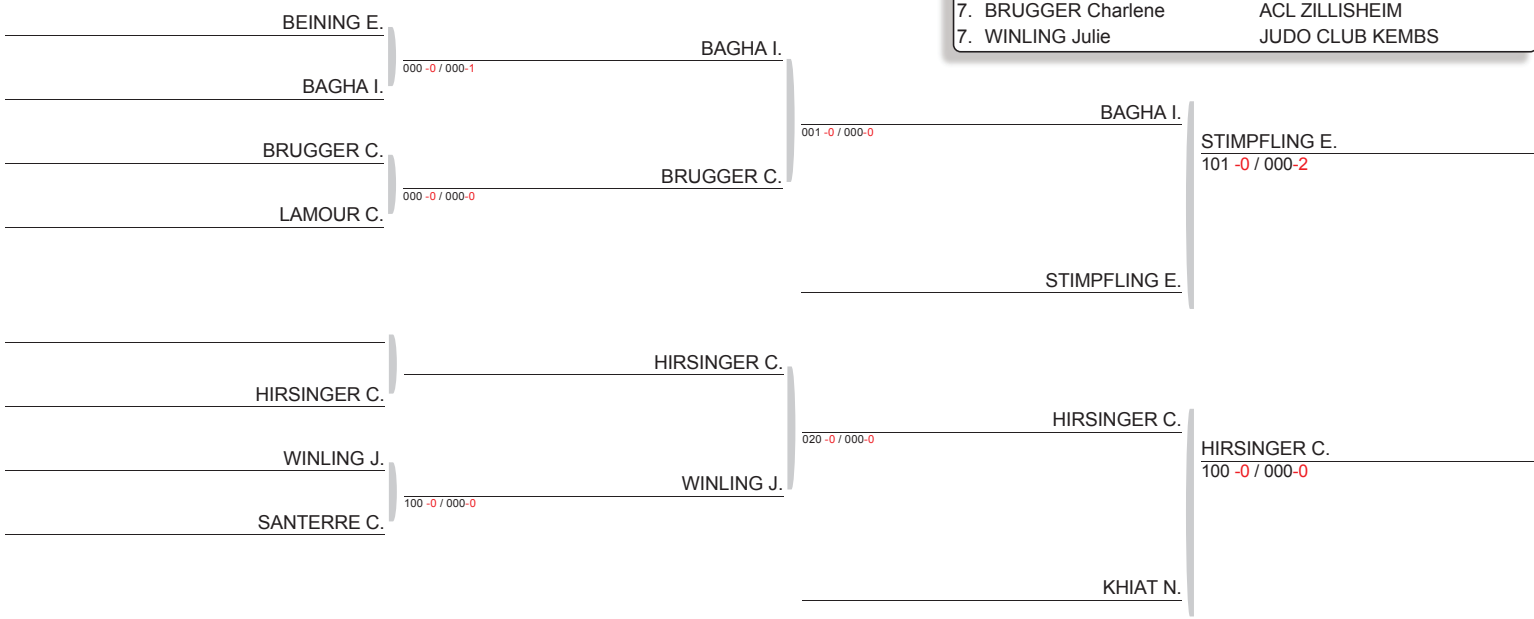 7. BRUGGER Charlene ACL ZILLISHEIM
7. WINLING Julie JUDO CLUB KEMBS
BEINING E.
BAGHA I.
000 -0 / 000-1
BAGHA I.
BRUGGER C.
LAMOUR C.
000 -0 / 000-0
BRUGGER C.
001 -0 / 000-0
BAGHA I.
STIMPFLING E.
STIMPFLING E.
101 -0 / 000-2
HIRSINGER C.
HIRSINGER C.
WINLING J.
SANTERRE C.
100 -0 / 000-0
WINLING J.
020 -0 / 000-0
HIRSINGER C.
KHIAT N.
HIRSINGER C.
100 -0 / 000-0